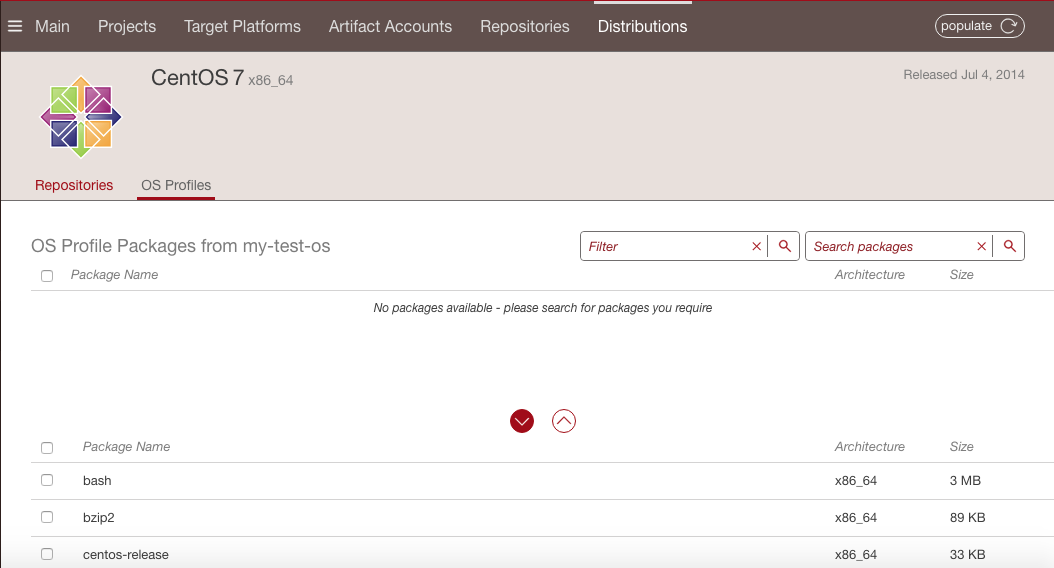 Main Projects Target Platforms Artifact Accounts Repositories Distributions populate
CentOS 7 x86_64 Released Jul 4, 2014
Repositories OS Profiles
OS Profile Packages from my-test-os Filter Search packages
Package Name Architecture Size
No packages available - please search for packages you require
Package Name Architecture Size
bash x86_64 3 MB
bzip2 x86_64 89 KB
centos-release x86_64 33 KB